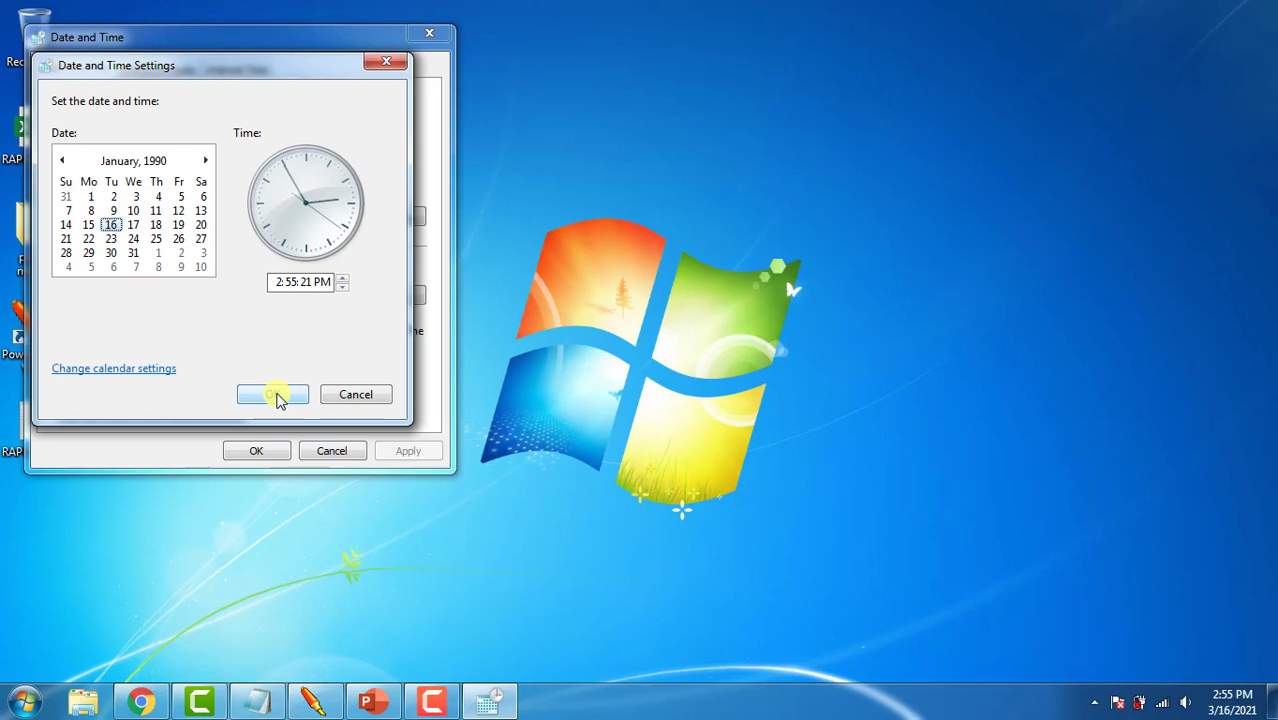 Date and Time
Date and Time Settings
Set the date and time:
Date:
Time:
January, 1990
Su Mo Tu We Th Fr Sa
31 1 2 3 4 5 6
7 8 9 10 11 12 13
14 15 16 17 18 19 20
21 22 23 24 25 26 27
28 29 30 31 1 2 3
4 5 6 7 8 9 10
2:55:21 PM
Change calendar settings
OK
Cancel
OK
Cancel
Apply
2:55 PM
3/16/2021